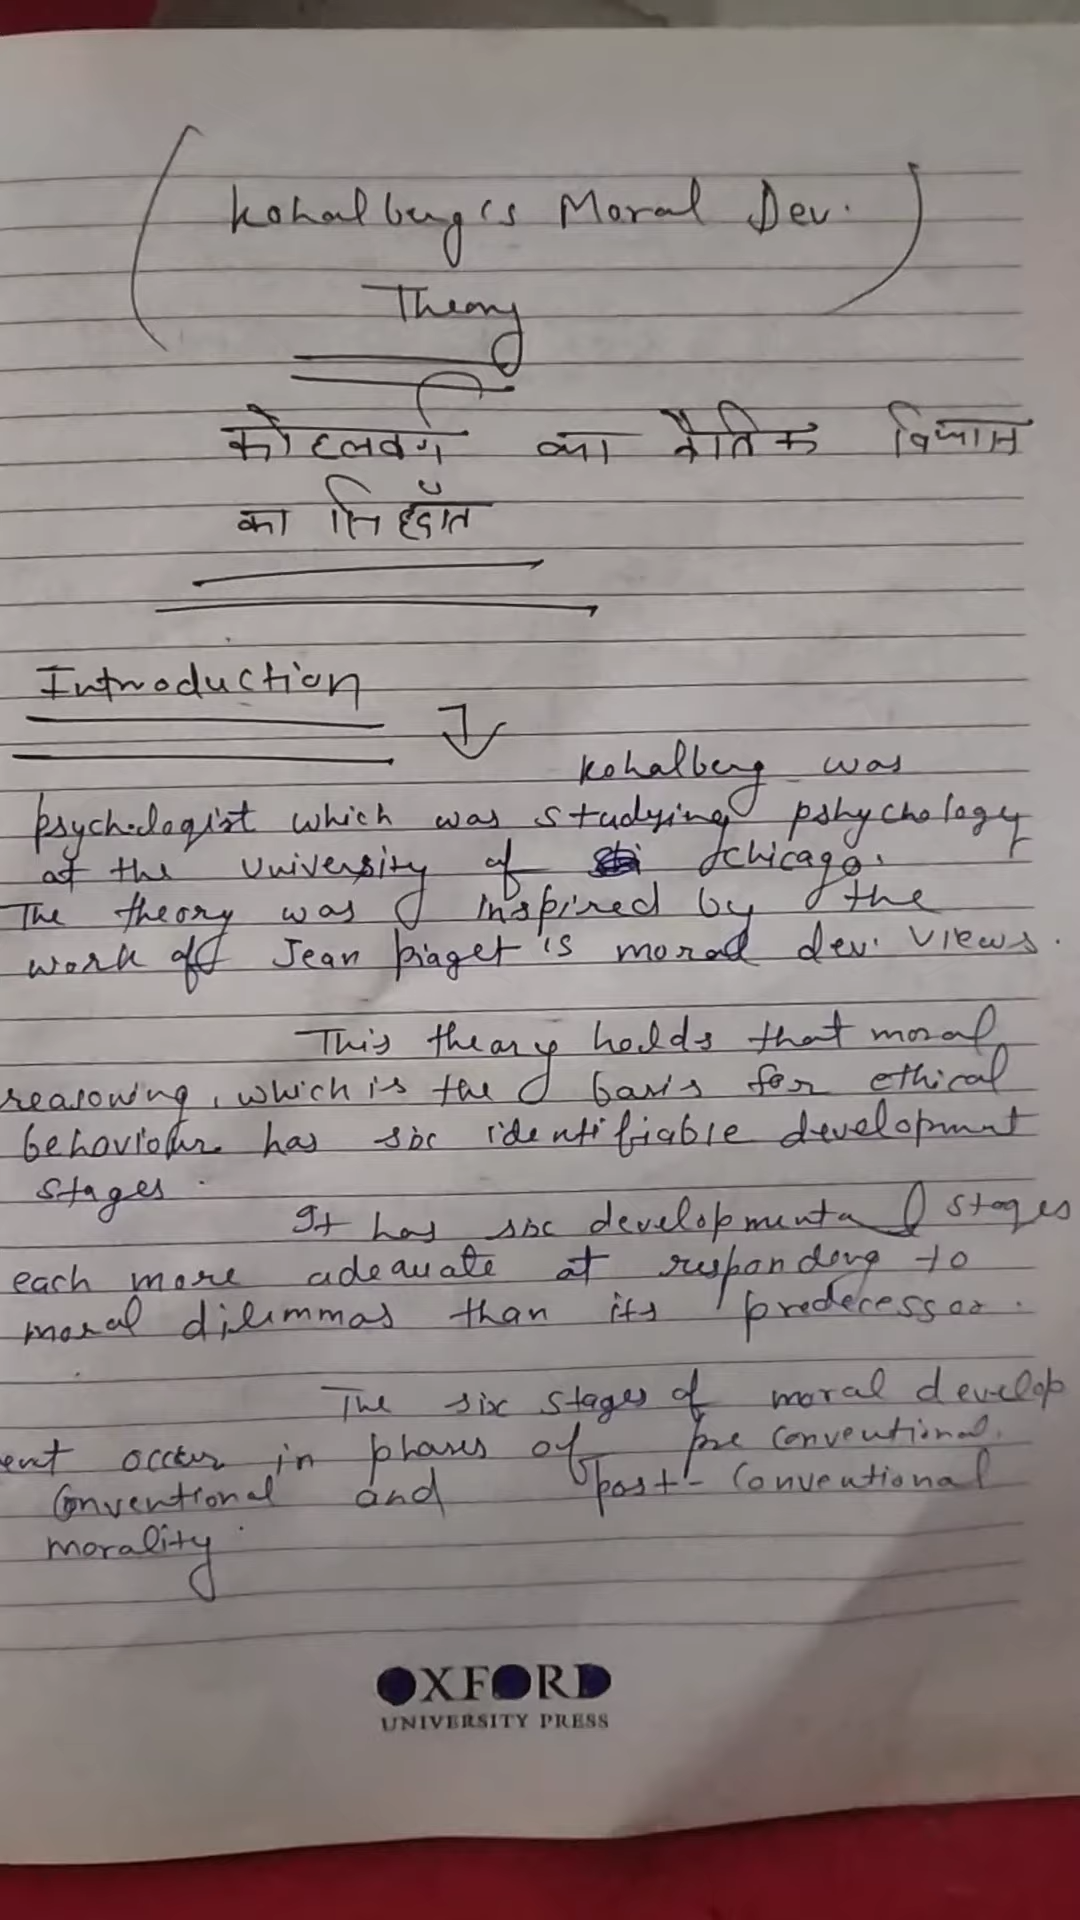 Kohalberg's Moral Dev.
Theory
कोहलबर्ग का नैतिक विकास
का सिद्दाँत
Introduction
Kohalberg was
psychologist which was studying pshychology
at the University of chicago.
The theory was inspired by the
work of Jean Piaget's moral dev. views.
This theory holds that moral
reasoning, which is the basis for ethical
behaviour has six identifiable development
stages.
It has six developmental stages
each more adequate at responding to
moral dilemmas than its predecessor.
The six stages of moral develop
ent occur in phases of pre conventional.
Conventional and Post-Conventional
morality.
OXFORD
UNIVERSITY PRESS